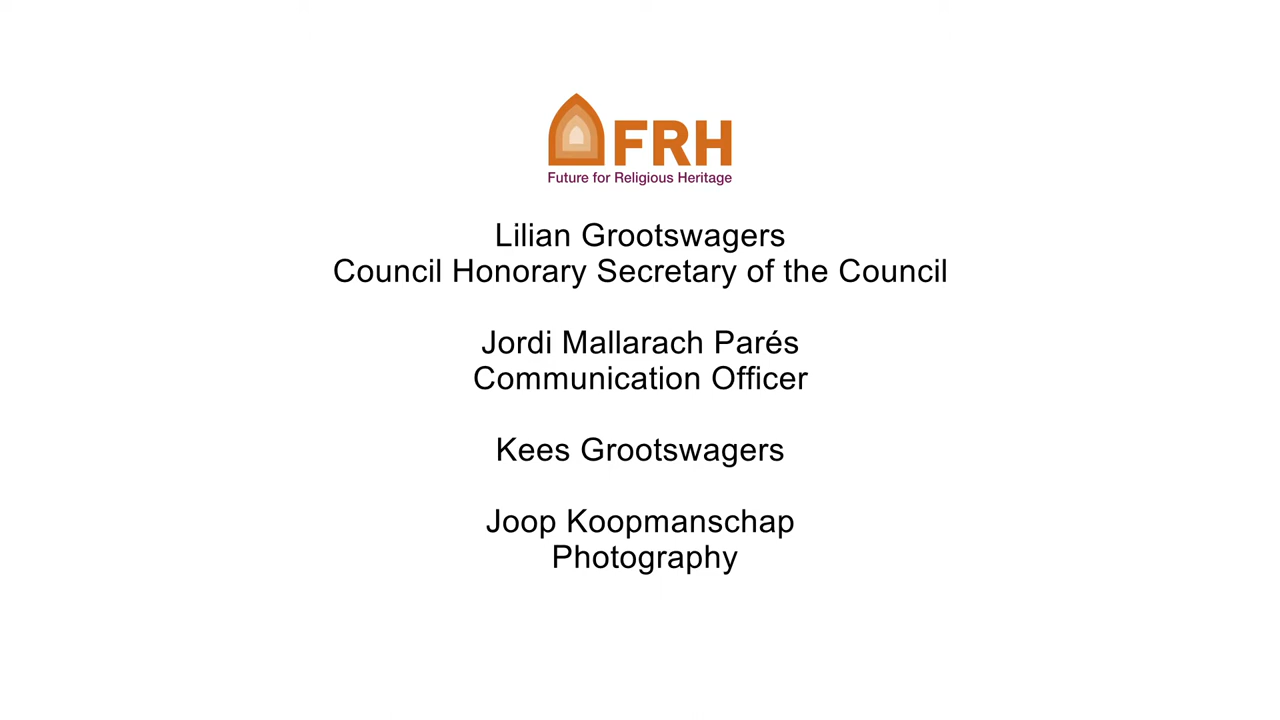 FRH
Future for Religious Heritage
Lilian Grootswagers
Council Honorary Secretary of the Council
Jordi Mallarach Parés
Communication Officer
Kees Grootswagers
Joop Koopmanschap
Photography